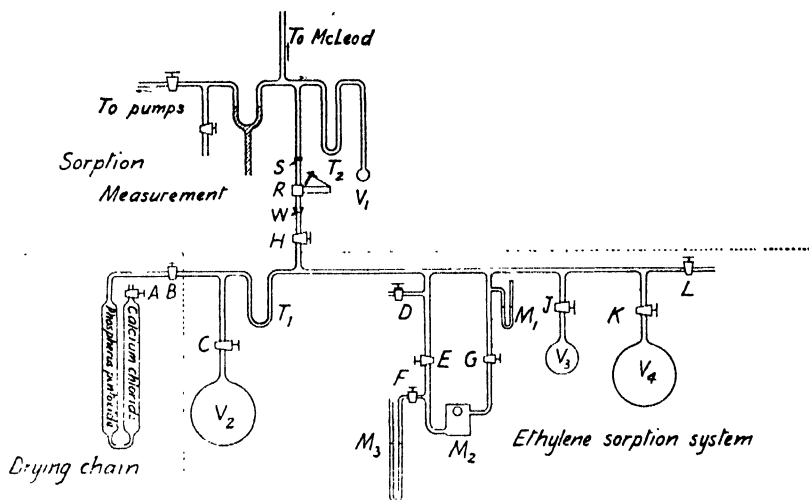 To McLeod
To pumps
Sorption
Measurement
S
T2
R
V1
W
H
A
B
T1
L
D
M1
J
K
C
E
G
V3
V4
F
V2
Phosphorus pentoxide
Calcium chloride
M3
M2
Ethylene sorption system
Drying chain